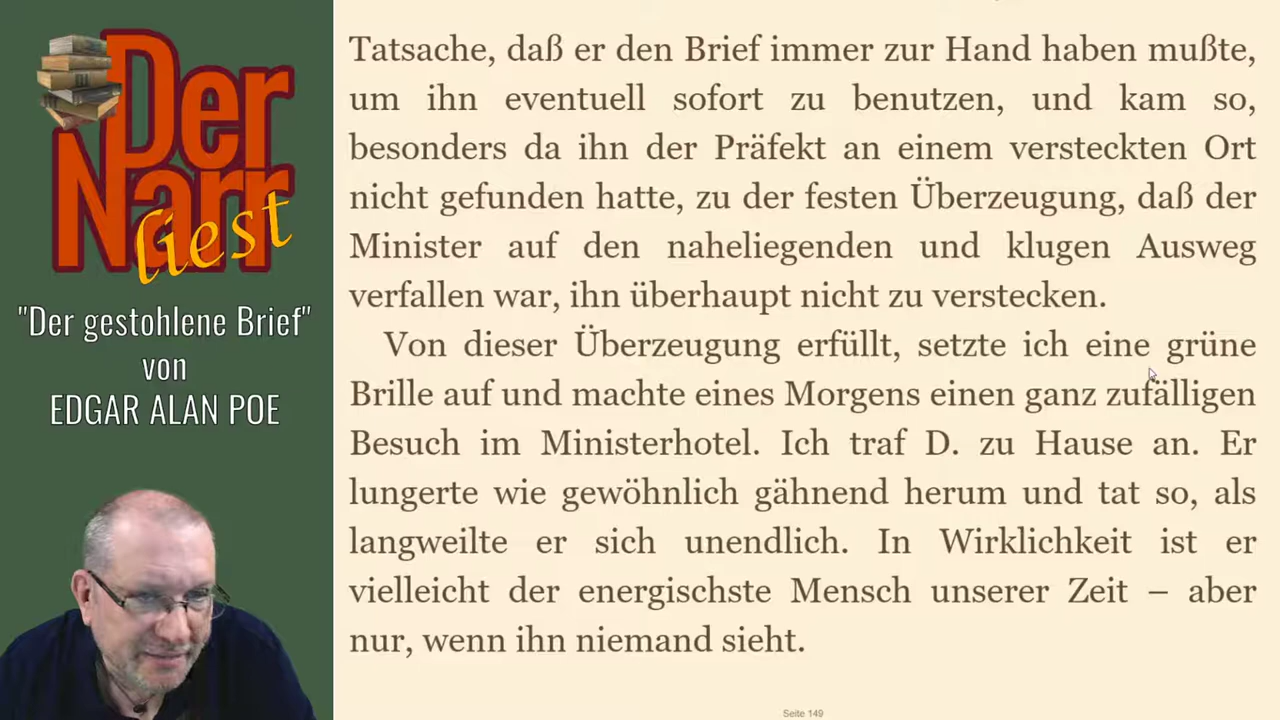 Der
Narr
liest
"Der gestohlene Brief"
von
EDGAR ALAN POE
Tatsache, daß er den Brief immer zur Hand haben mußte,
um ihn eventuell sofort zu benutzen, und kam so,
besonders da ihn der Präfekt an einem versteckten Ort
nicht gefunden hatte, zu der festen Überzeugung, daß der
Minister auf den naheliegenden und klugen Ausweg
verfallen war, ihn überhaupt nicht zu verstecken.
Von dieser Überzeugung erfüllt, setzte ich eine grüne
Brille auf und machte eines Morgens einen ganz zufälligen
Besuch im Ministerhotel. Ich traf D. zu Hause an. Er
lungerte wie gewöhnlich gähnend herum und tat so, als
langweilte er sich unendlich. In Wirklichkeit ist er
vielleicht der energischste Mensch unserer Zeit – aber
nur, wenn ihn niemand sieht.
Seite 149